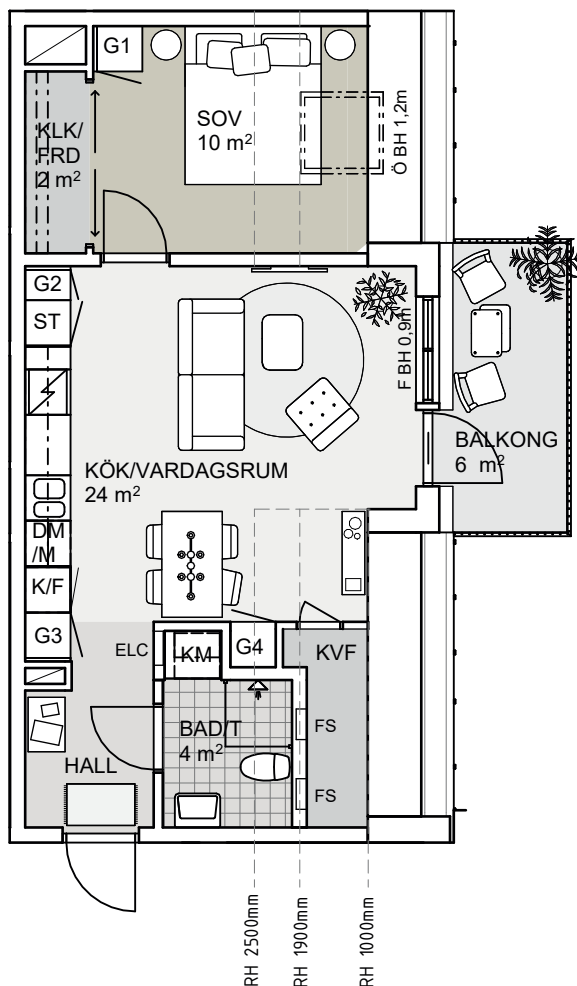 G1
SOV
10 m²
KLK/
FRD
2 m²
Ö BH 1,2m
G2
ST
F BH 0,9m
BALKONG
6 m²
KÖK/VARDAGSRUM
24 m²
DM
/M
K/F
G3
ELC
KM
G4
KVF
BAD/T
4 m²
FS
HALL
FS
RH 2500mm
RH 1900mm
RH 1000mm